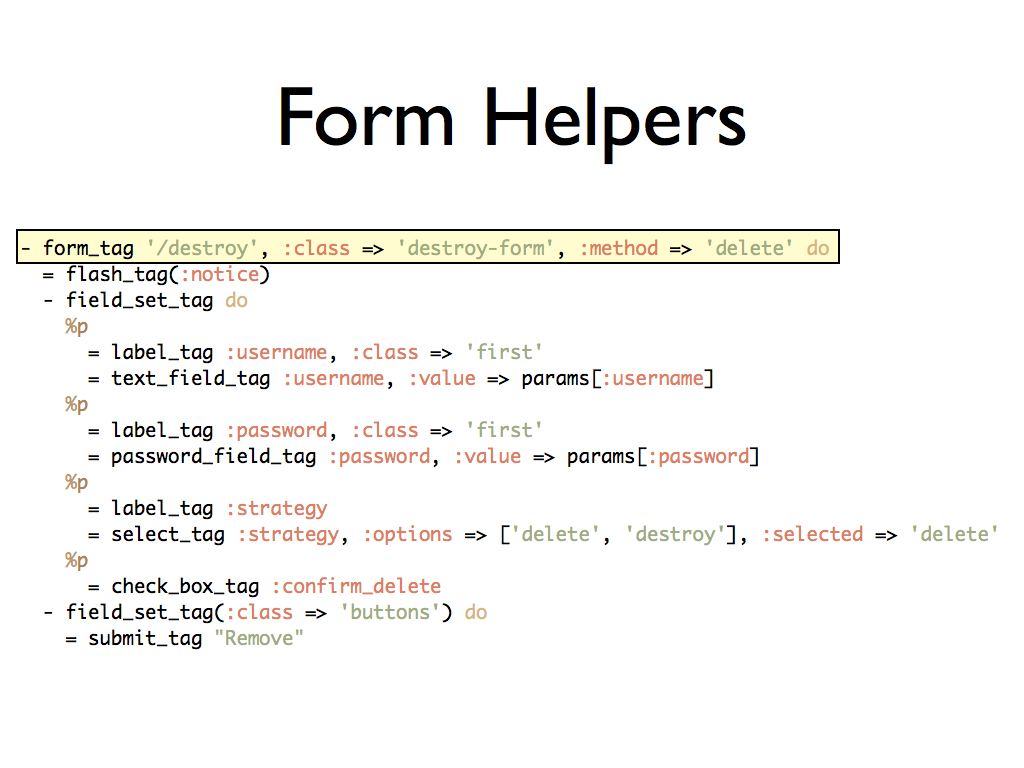 Form Helpers
- form_tag '/destroy', :class => 'destroy-form', :method => 'delete' do
  = flash_tag(:notice)
  - field_set_tag do
    %p
      = label_tag :username, :class => 'first'
      = text_field_tag :username, :value => params[:username]
    %p
      = label_tag :password, :class => 'first'
      = password_field_tag :password, :value => params[:password]
    %p
      = label_tag :strategy
      = select_tag :strategy, :options => ['delete', 'destroy'], :selected => 'delete'
    %p
      = check_box_tag :confirm_delete
  - field_set_tag(:class => 'buttons') do
    = submit_tag "Remove"